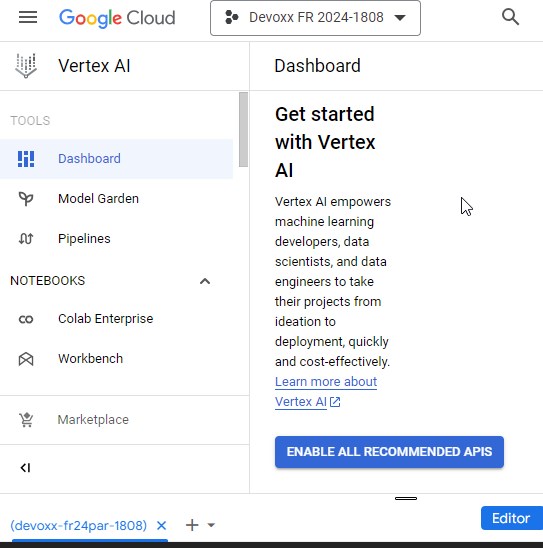 Google Cloud
Devoxx FR 2024-1808
Vertex AI
Dashboard
TOOLS
Dashboard
Model Garden
Pipelines
NOTEBOOKS
Colab Enterprise
Workbench
Marketplace
Get started
with Vertex
AI
Vertex AI empowers
machine learning
developers, data
scientists, and data
engineers to take
their projects from
ideation to
deployment, quickly
and cost-effectively.
Learn more about
Vertex AI
ENABLE ALL RECOMMENDED APIS
(devoxx-fr24par-1808)
Editor